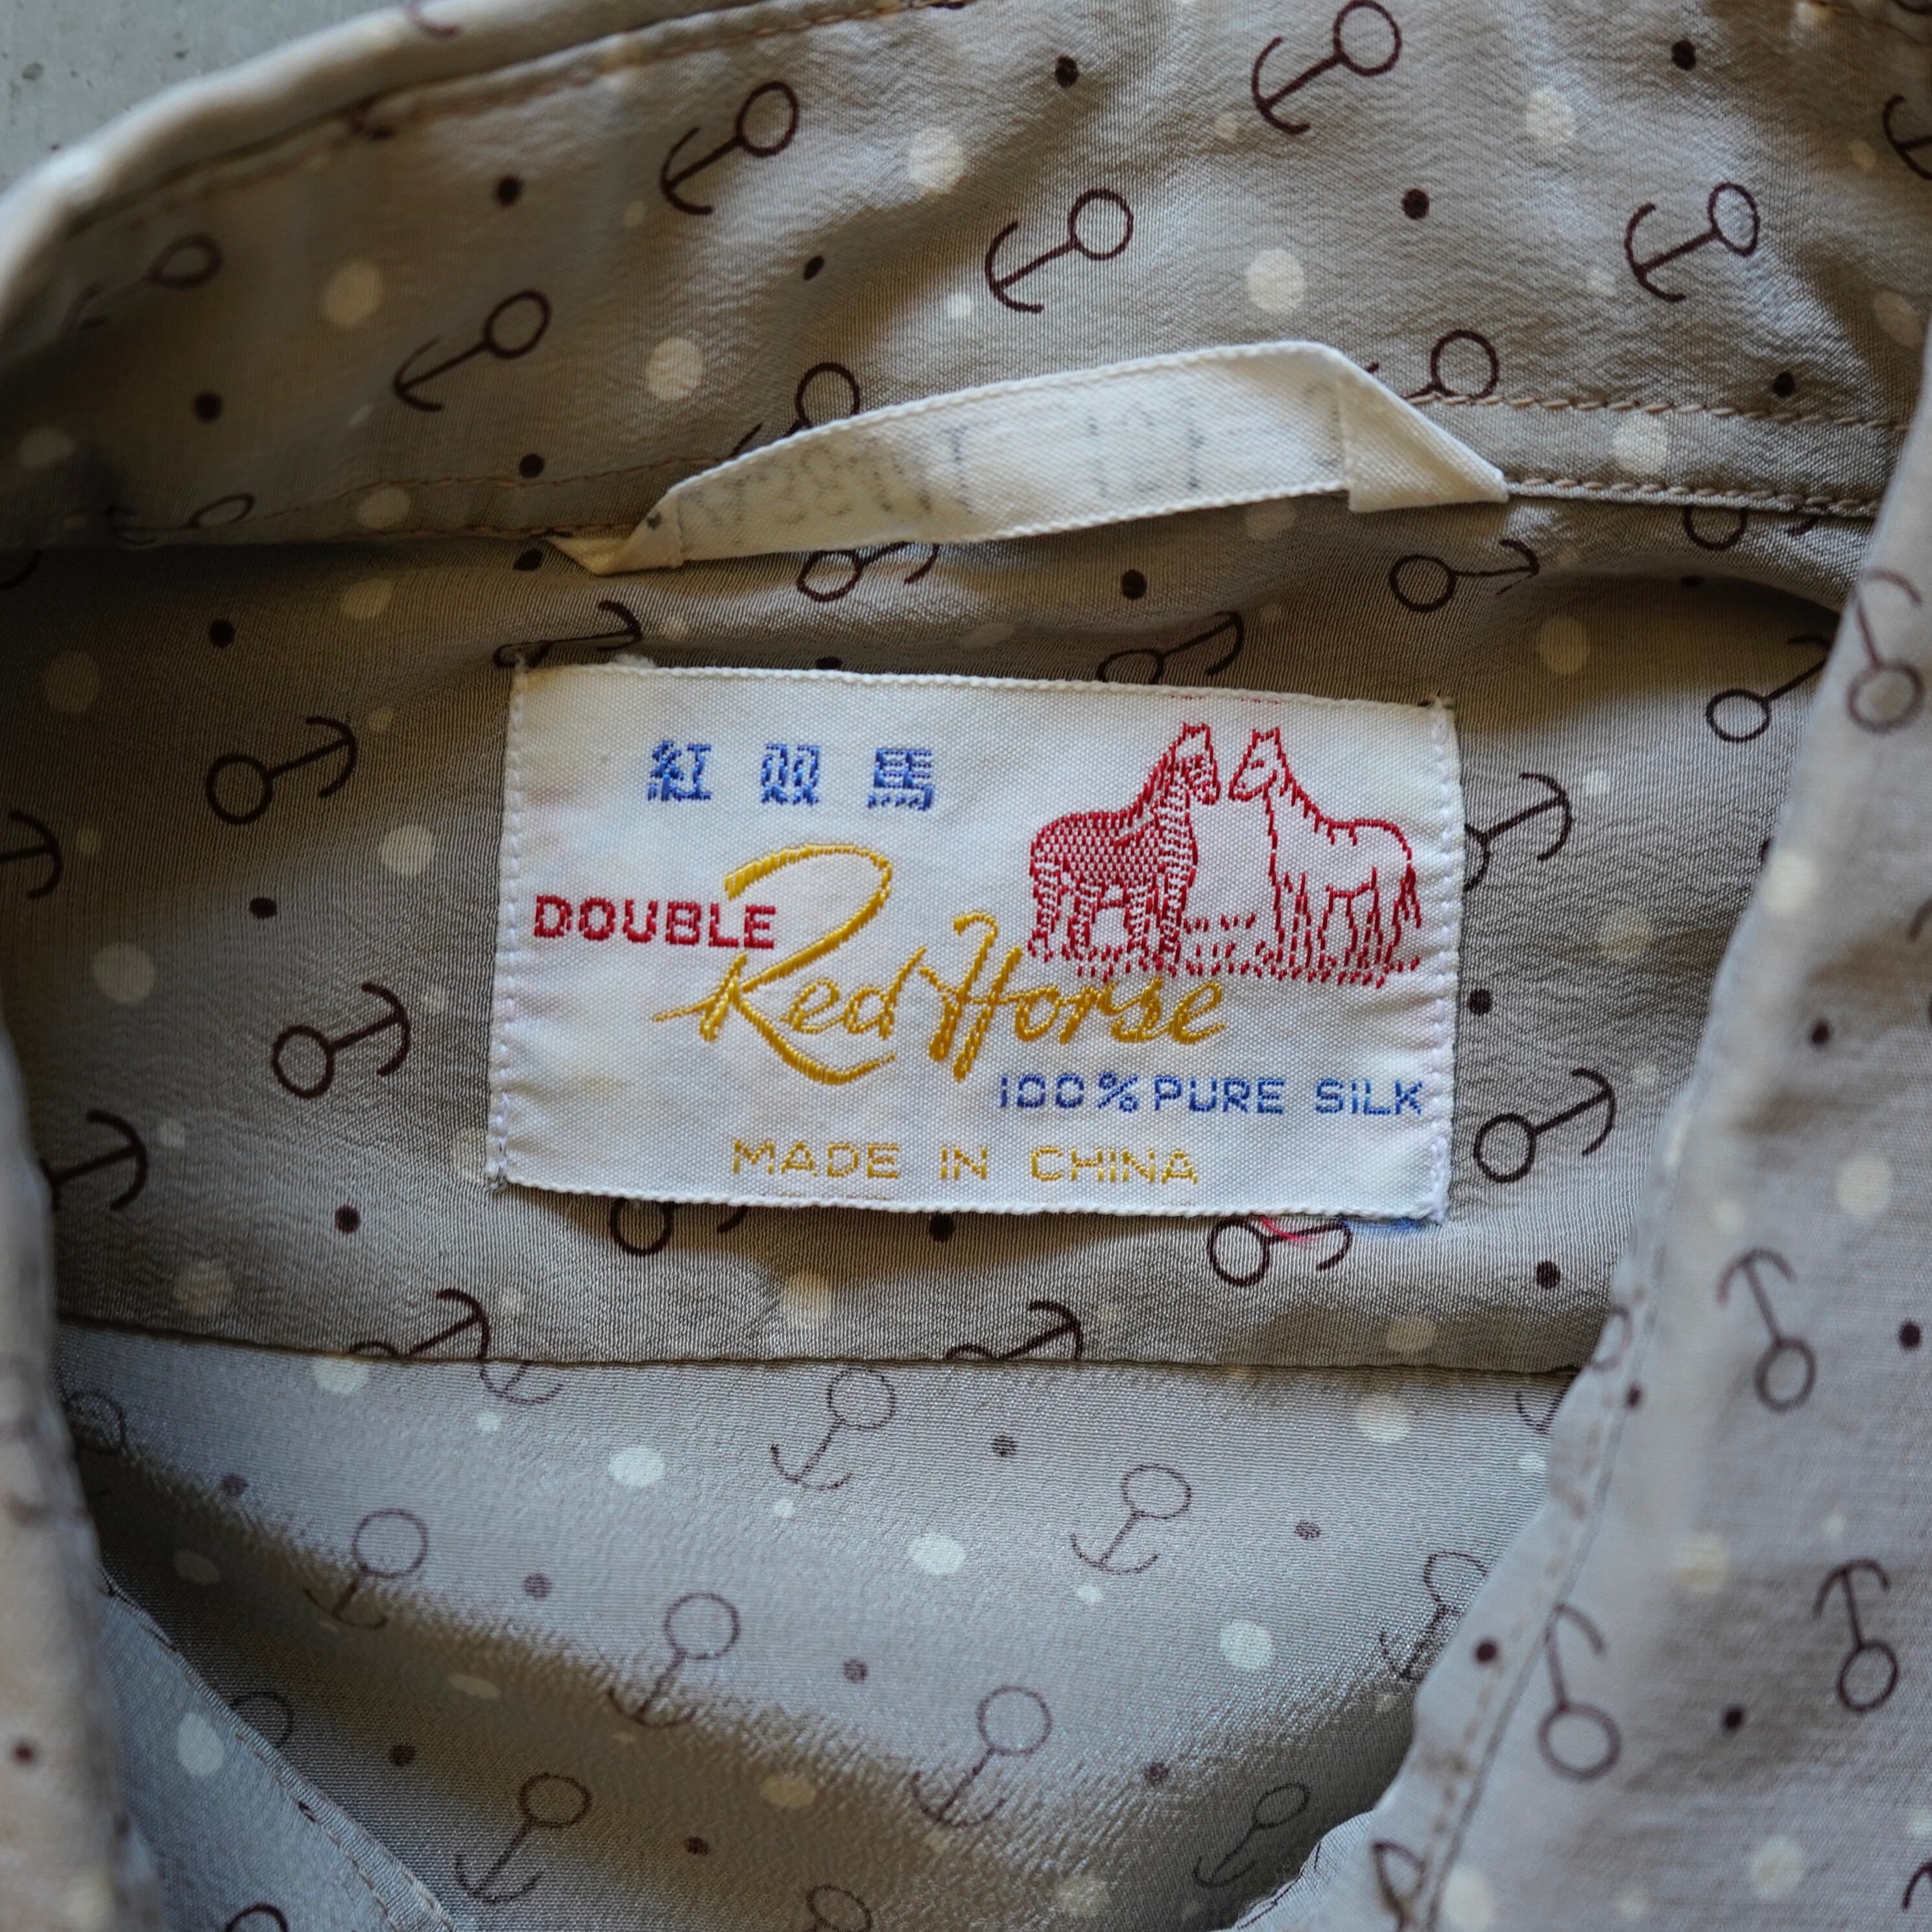 紅 双 馬
DOUBLE
Red Horse
100% PURE SILK
MADE IN CHINA